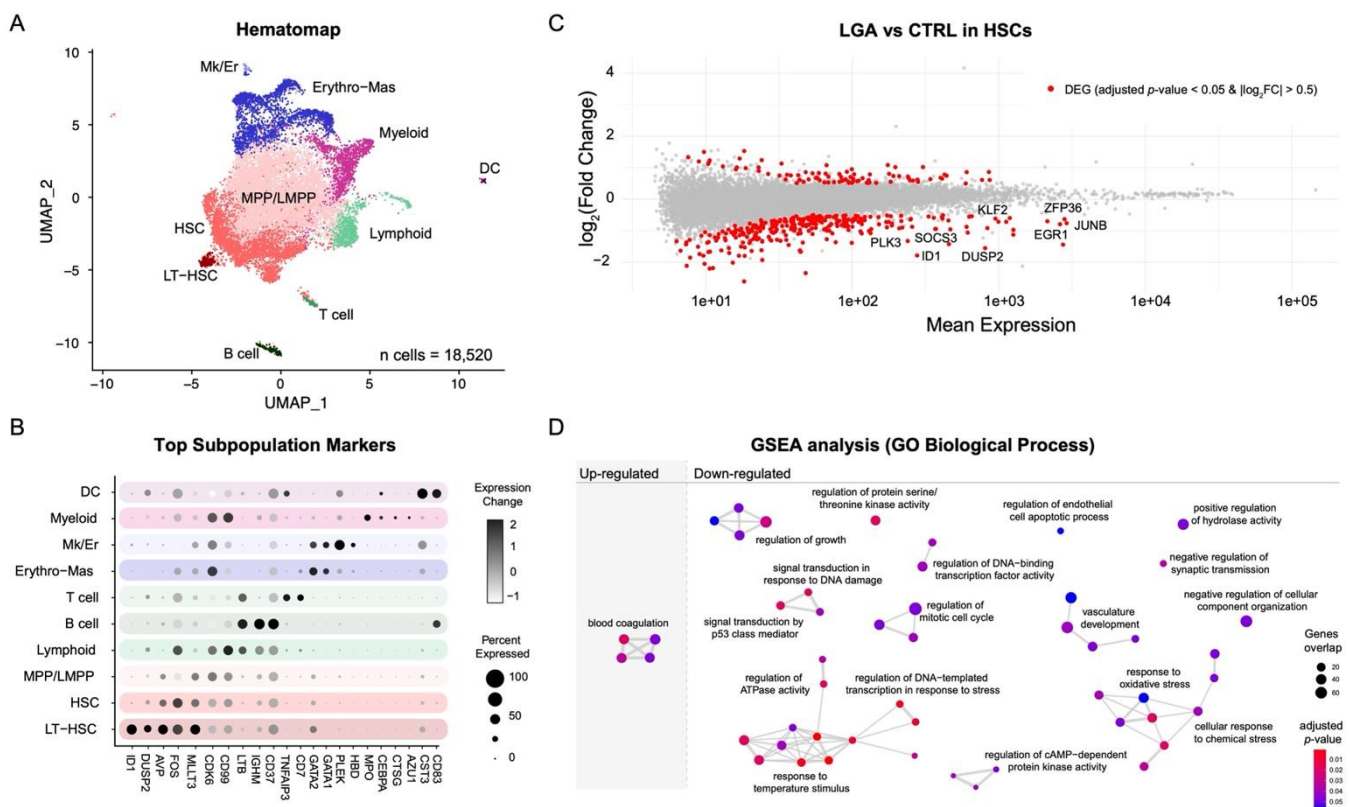 A
Hematomap
10
5
0
−5
−10
−10
−5
0
5
10
UMAP_2
UMAP_1
Mk/Er
Erythro−Mas
Myeloid
DC
MPP/LMPP
HSC
Lymphoid
LT−HSC
T cell
B cell
n cells = 18,520
B
Top Subpopulation Markers
DC
Myeloid
Mk/Er
Erythro−Mas
T cell
B cell
Lymphoid
MPP/LMPP
HSC
LT−HSC
ID1
DUSP2
AVP
FOS
MLLT3
CDK6
CD99
LTB
IGHM
CD37
TNFAIP3
CD7
GATA2
GATA1
PLEK
HBD
MPO
CEBPA
CTSG
AZU1
CST3
CD83
Expression
Change
2
1
0
−1
Percent
Expressed
100
50
0
C
LGA vs CTRL in HSCs
4
2
0
−2
log2(Fold Change)
DEG (adjusted p-value < 0.05 & |log2FC| > 0.5)
KLF2
ZFP36
JUNB
EGR1
PLK3
SOCS3
ID1
DUSP2
1e+01
1e+02
1e+03
1e+04
1e+05
Mean Expression
D
GSEA analysis (GO Biological Process)
Up-regulated
Down-regulated
blood coagulation
regulation of growth
regulation of protein serine/
threonine kinase activity
regulation of endothelial
cell apoptotic process
positive regulation
of hydrolase activity
regulation of DNA−binding
transcription factor activity
negative regulation of
synaptic transmission
signal transduction in
response to DNA damage
signal transduction by
p53 class mediator
regulation of
mitotic cell cycle
vasculature
development
negative regulation of cellular
component organization
regulation of
ATPase activity
regulation of DNA−templated
transcription in response to stress
response to
oxidative stress
cellular response
to chemical stress
response to
temperature stimulus
regulation of cAMP−dependent
protein kinase activity
Genes
overlap
20
40
60
adjusted
p-value
0.01
0.02
0.03
0.04
0.05